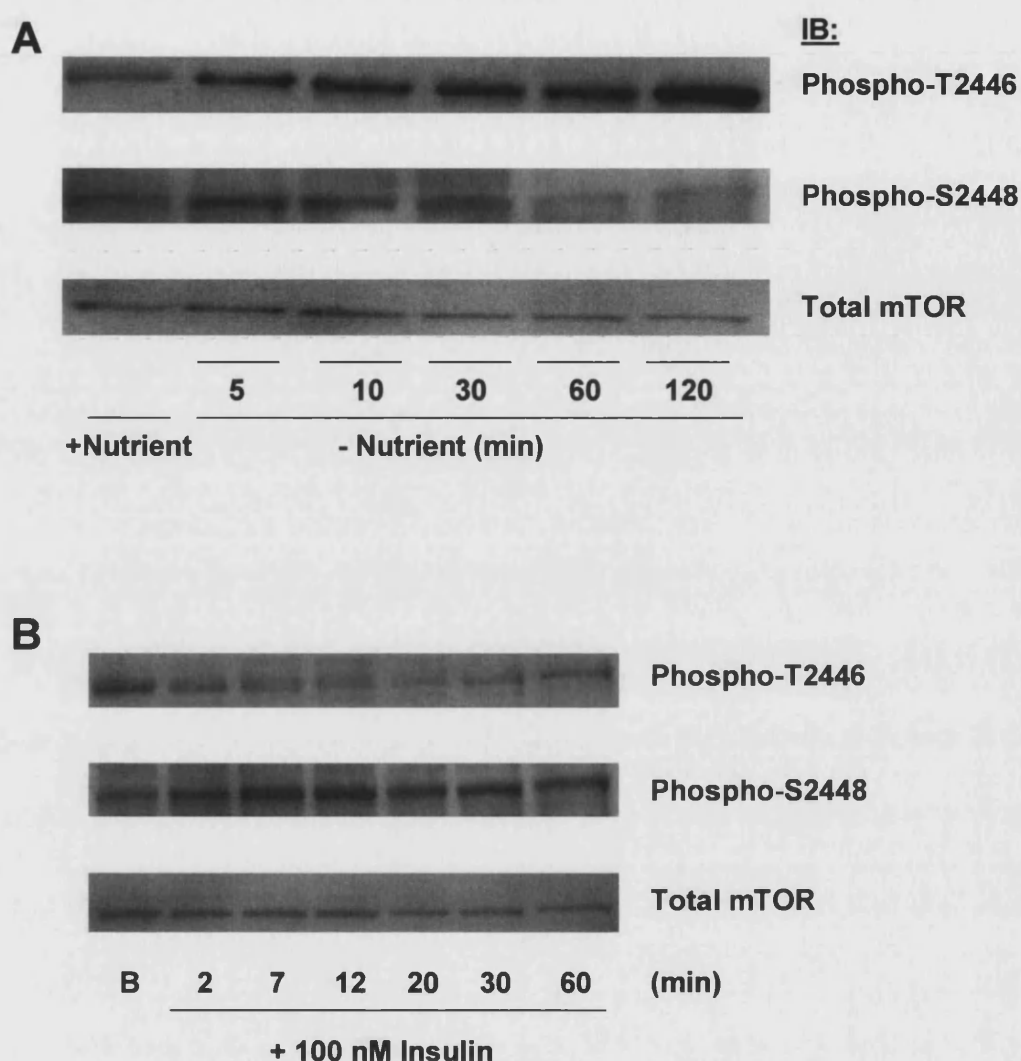 A
IB:
Phospho-T2446
Phospho-S2448
Total mTOR
5 10 30 60 120
+Nutrient - Nutrient (min)
B
Phospho-T2446
Phospho-S2448
Total mTOR
B 2 7 12 20 30 60 (min)
+ 100 nM Insulin